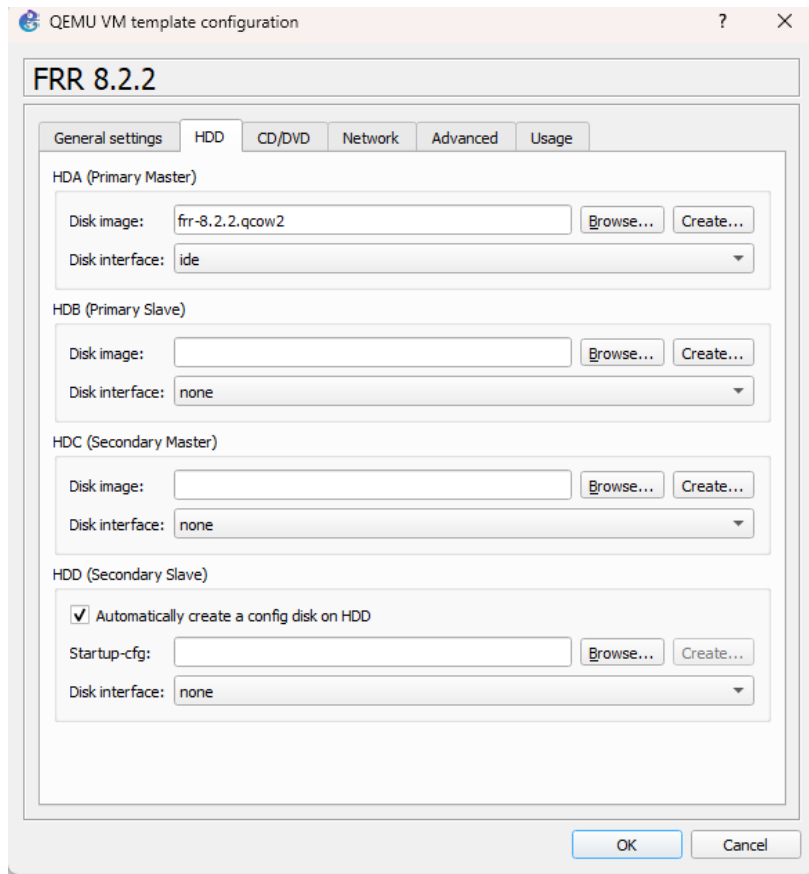 QEMU VM template configuration ? ×
FRR 8.2.2
General settings HDD CD/DVD Network Advanced Usage
HDA (Primary Master)
Disk image: frr-8.2.2.qcow2 Browse... Create...
Disk interface: ide
HDB (Primary Slave)
Disk image: Browse... Create...
Disk interface: none
HDC (Secondary Master)
Disk image: Browse... Create...
Disk interface: none
HDD (Secondary Slave)
Automatically create a config disk on HDD
Startup-cfg: Browse... Create...
Disk interface: none
OK Cancel